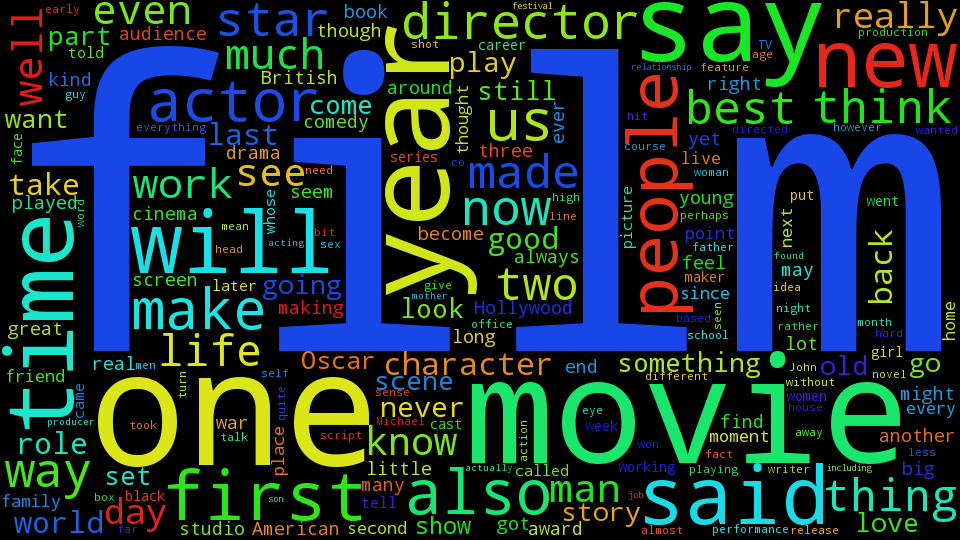 film
one
movie
year
say
said
will
time
first
people
new
also
us
director
star
actor
make
now
two
made
best
think
even
much
well
way
thing
man
day
life
work
see
character
know
good
look
back
really
play
still
come
last
take
want
part
role
set
world
never
scene
something
story
love
go
old
big
another
might
every
find
moment
lot
may
girl
home
Oscar
American
British
Hollywood
audience
though
book
festival
early
told
kind
guy
face
played
word
great
friend
real
men
came
producer
took
turn
family
box
black
far
studio
son
second
show
got
award
many
tell
little
called
actually
cast
action
script
Michael
sense
quite
self
war
talk
place
end
eye
week
won
working
job
almost
performance
release
writer
including
playing
fact
away
house
women
without
John
novel
different
less
comedy
drama
cinema
screen
later
going
making
mean
head
acting
bit
sex
whose
seem
need
everything
shot
career
around
thought
ever
series
three
co
become
always
high
line
give
mother
office
long
TV
age
feature
production
relationship
right
hit
course
yet
directed
however
wanted
live
woman
young
perhaps
picture
point
father
feel
maker
since
based
seen
school
put
went
next
found
idea
night
rather
month
hard